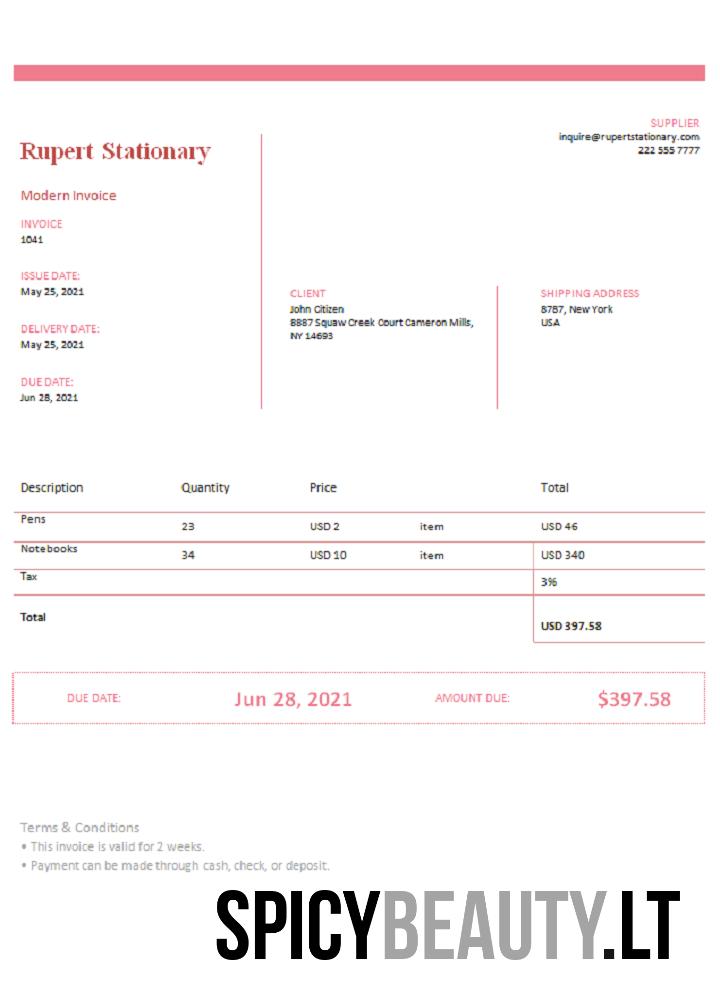 SUPPLIER
inquire@rupertstationary.com
222 555 7777
Rupert Stationary
Modern Invoice
INVOICE
1041
ISSUE DATE:
May 25, 2021
DELIVERY DATE:
May 25, 2021
DUE DATE:
Jun 28, 2021
CLIENT
John Citizen
8887 Squaw Creek Court Cameron Mills,
NY 14693
SHIPPING ADDRESS
8787, New York
USA
Description Quantity Price Total
Pens 23 USD 2 item USD 46
Notebooks 34 USD 10 item USD 340
Tax 3%
Total USD 397.58
DUE DATE: Jun 28, 2021 AMOUNT DUE: $397.58
Terms & Conditions
• This invoice is valid for 2 weeks.
• Payment can be made through cash, check, or deposit.
SPICYBEAUTY.LT